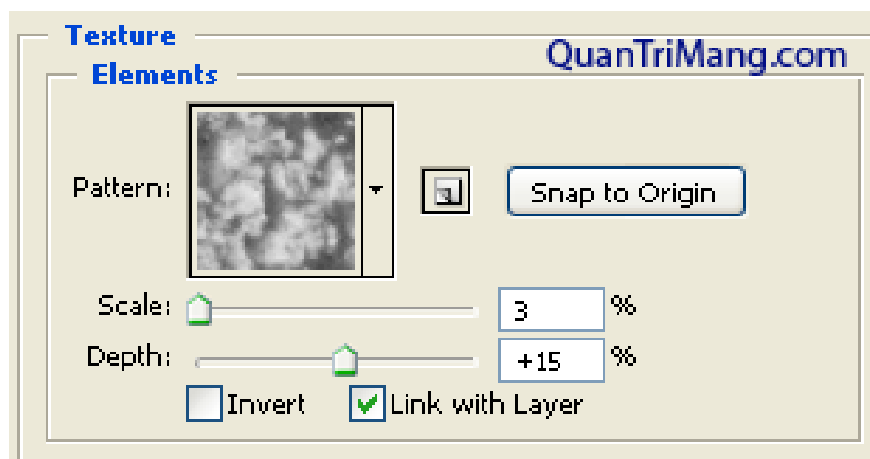 Texture
QuanTriMang.com
Elements
Pattern:
Snap to Origin
Scale: 3 %
Depth: +15 %
Invert Link with Layer